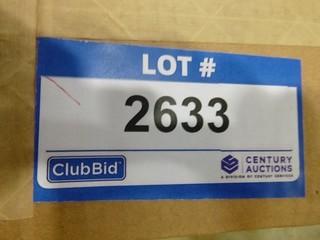 LOT #
2633
ClubBid
CENTURY
AUCTIONS
A DIVISION OF CENTURY SERVICES